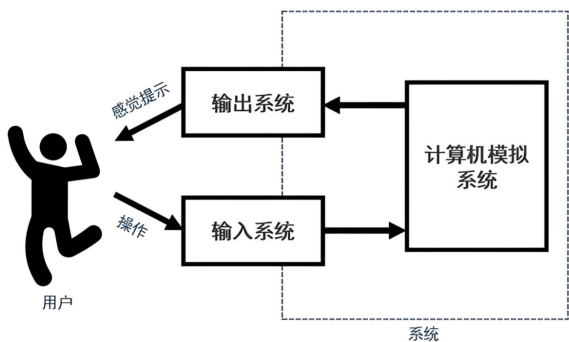 感觉提示
输出系统
计算机模拟
系统
操作
输入系统
用户
系统